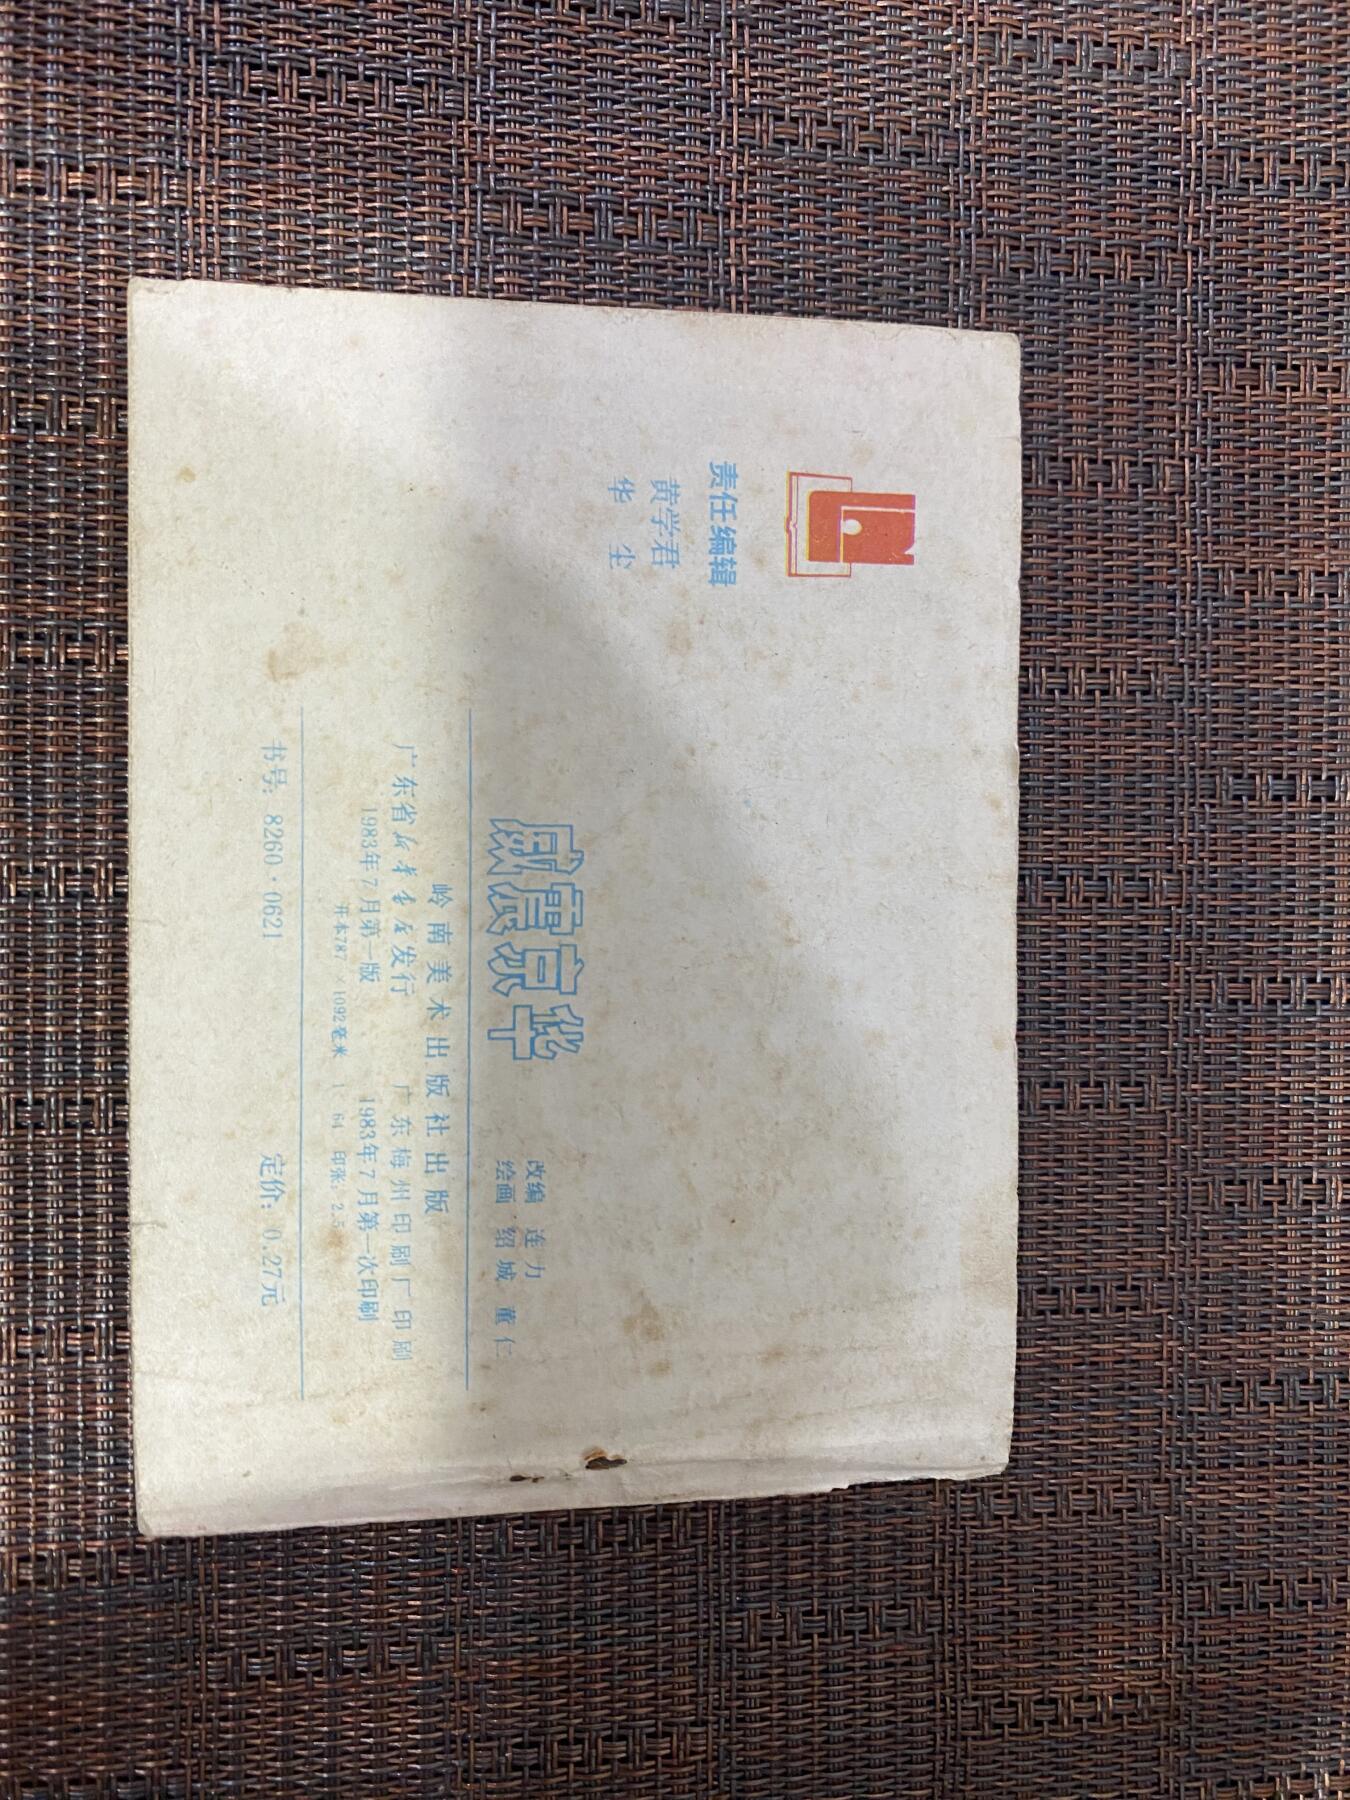 责任编辑
黄学君
华 尘
威震京华
改编 连 力
绘画 绍 城 董 仁
岭南美术出版社出版
广东省新华书店发行 广东梅州印刷厂印刷
1983年7月第一版 1983年7月第一次印刷
开本787×1092毫米 1/64 印张:2.5
书号:8260·0621 定价:0.27元